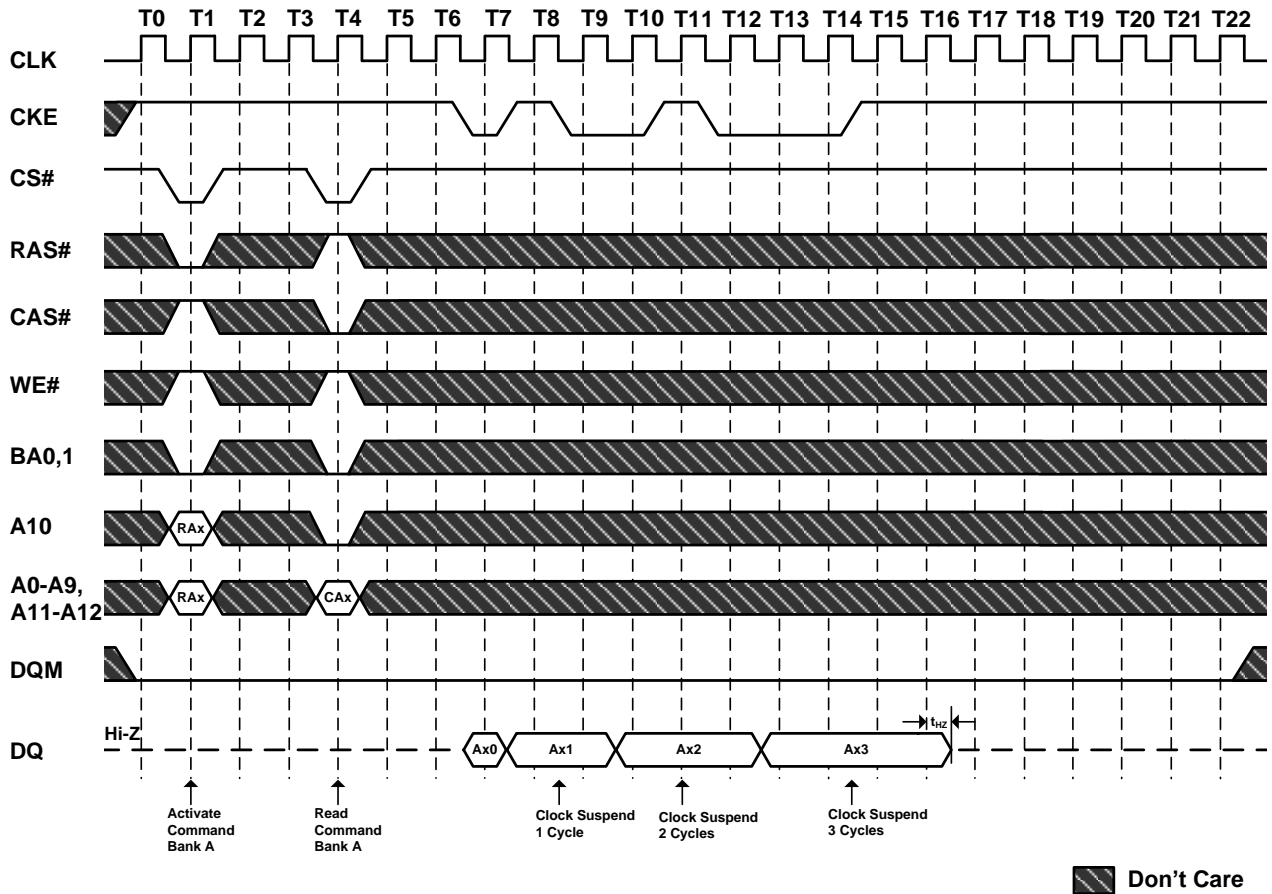 T0 T1 T2 T3 T4 T5 T6 T7 T8 T9 T10 T11 T12 T13 T14 T15 T16 T17 T18 T19 T20 T21 T22
CLK
CKE
CS#
RAS#
CAS#
WE#
BA0,1
A10
RAx
A0-A9,
A11-A12
RAx CAx
DQM
tHZ
Hi-Z
DQ
Ax0 Ax1 Ax2 Ax3
Activate
Command
Bank A
Read
Command
Bank A
Clock Suspend
1 Cycle
Clock Suspend
2 Cycles
Clock Suspend
3 Cycles
Don't Care